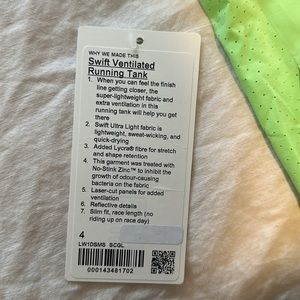 WHY WE MADE THIS
Swift Ventilated
Running Tank
1. When you can feel the finish
line getting closer, the
super-lightweight fabric and
extra ventilation in this
running tank will help you get
there
2. Swift Ultra Light fabric is
lightweight, sweat-wicking, and
quick-drying
3. Added Lycra® fibre for stretch
and shape retention
4. This garment was treated with
No-Stink Zinc™ to inhibit the
growth of odour-causing
bacteria on the fabric
5. Laser-cut panels for added
ventilation
6. Reflective details
7. Slim fit, race length (no
riding up on race day)
4
LW1DSMS SCGL
000143481702